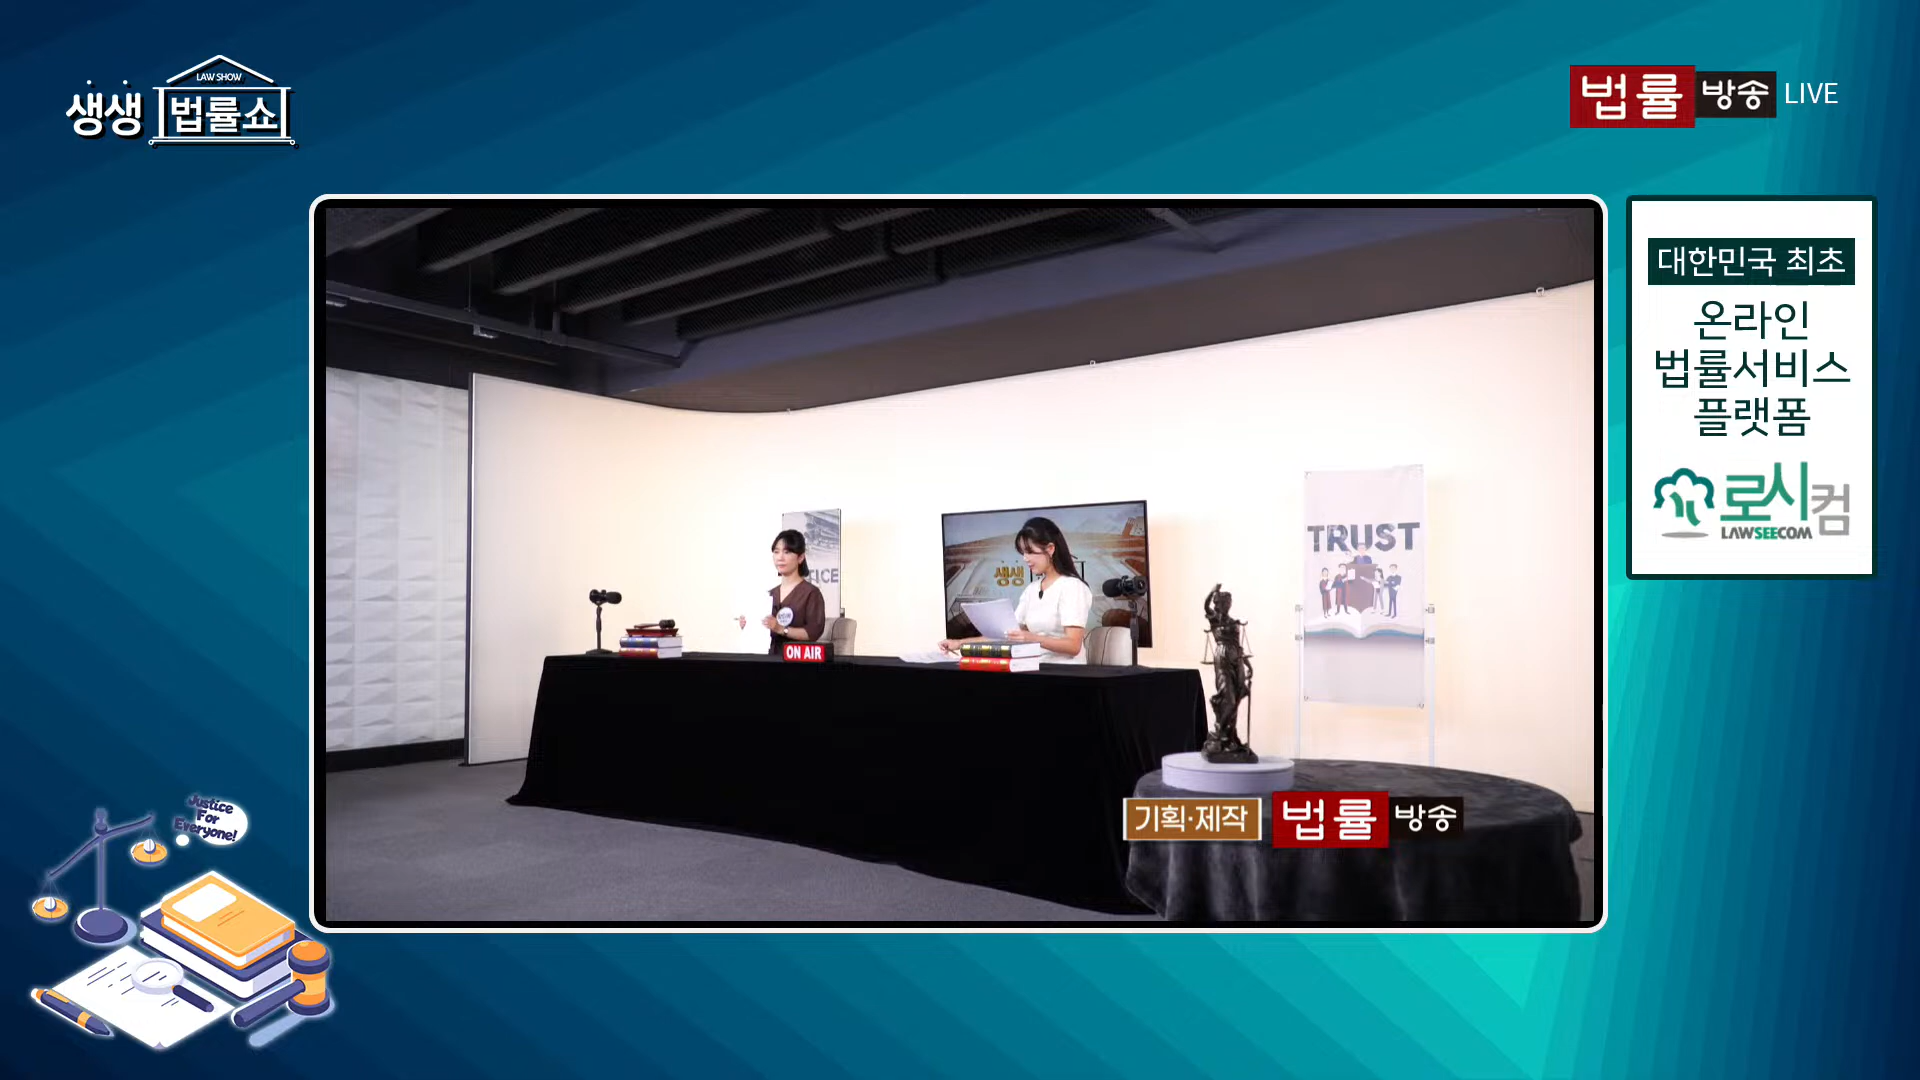 LAW SHOW
생생 법률쇼
법률방송 LIVE
대한민국 최초
온라인
법률서비스
플랫폼
로시컴
LAWSEECOM
TICE
TRUST
생생
ON AIR
기획·제작 법률방송
Justice
For
Everyone!